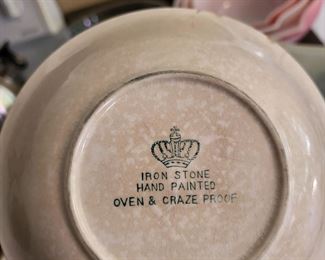 IRON STONE
HAND PAINTED
OVEN & CRAZE PROOF